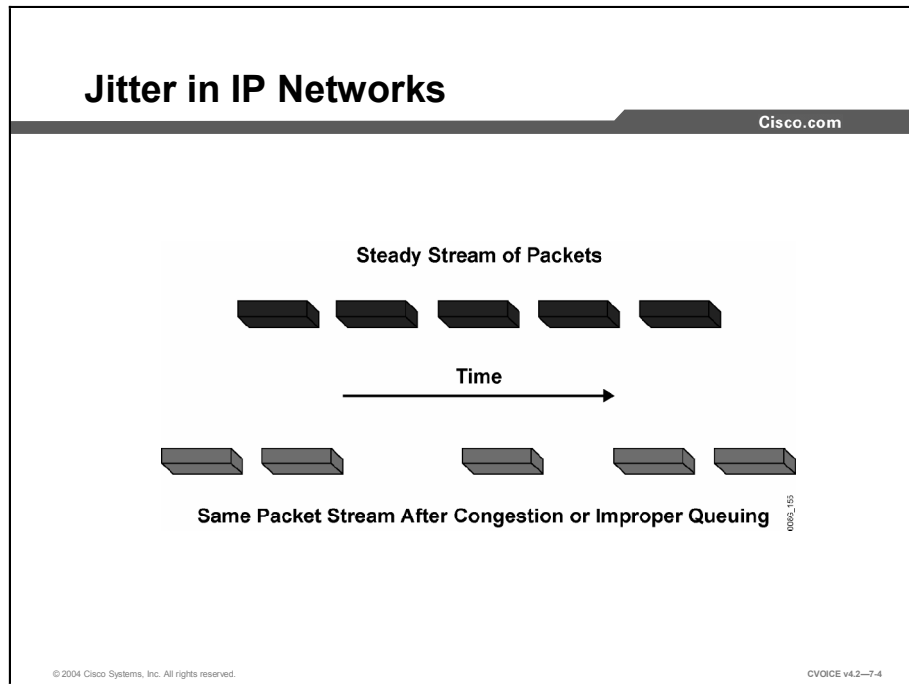 Jitter in IP Networks
Cisco.com
Steady Stream of Packets
Time
Same Packet Stream After Congestion or Improper Queuing
0086_156
© 2004 Cisco Systems, Inc. All rights reserved.
CVOICE v4.2—7-4